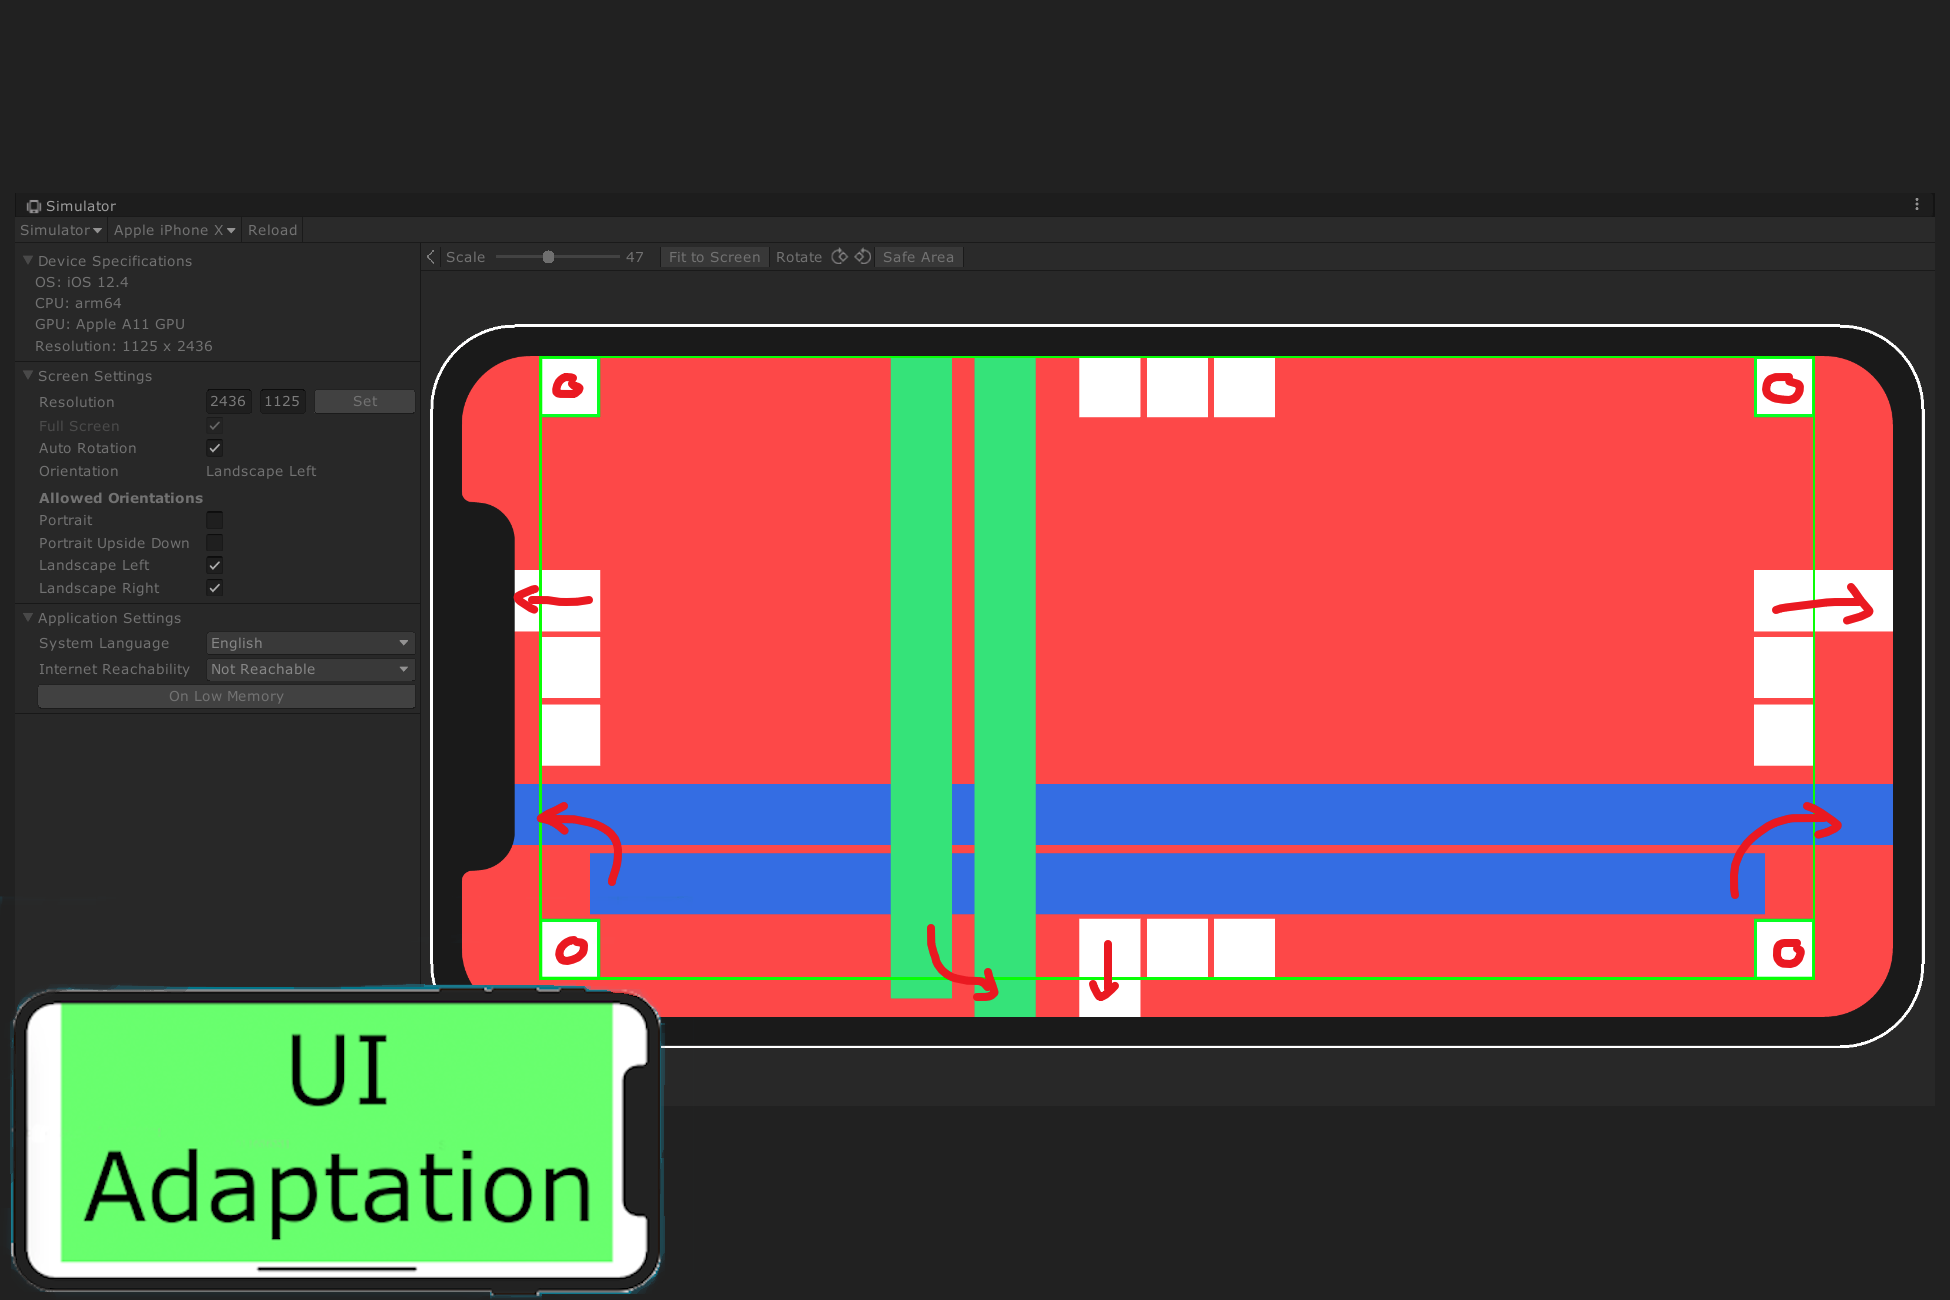 Simulator
Simulator Apple iPhone X Reload
Scale 47 Fit to Screen Rotate Safe Area
Device Specifications
OS: iOS 12.4
CPU: arm64
GPU: Apple A11 GPU
Resolution: 1125 x 2436
Screen Settings
Resolution 2436 1125 Set
Full Screen
Auto Rotation
Orientation Landscape Left
Allowed Orientations
Portrait
Portrait Upside Down
Landscape Left
Landscape Right
Application Settings
System Language English
Internet Reachability Not Reachable
On Low Memory
UI
Adaptation